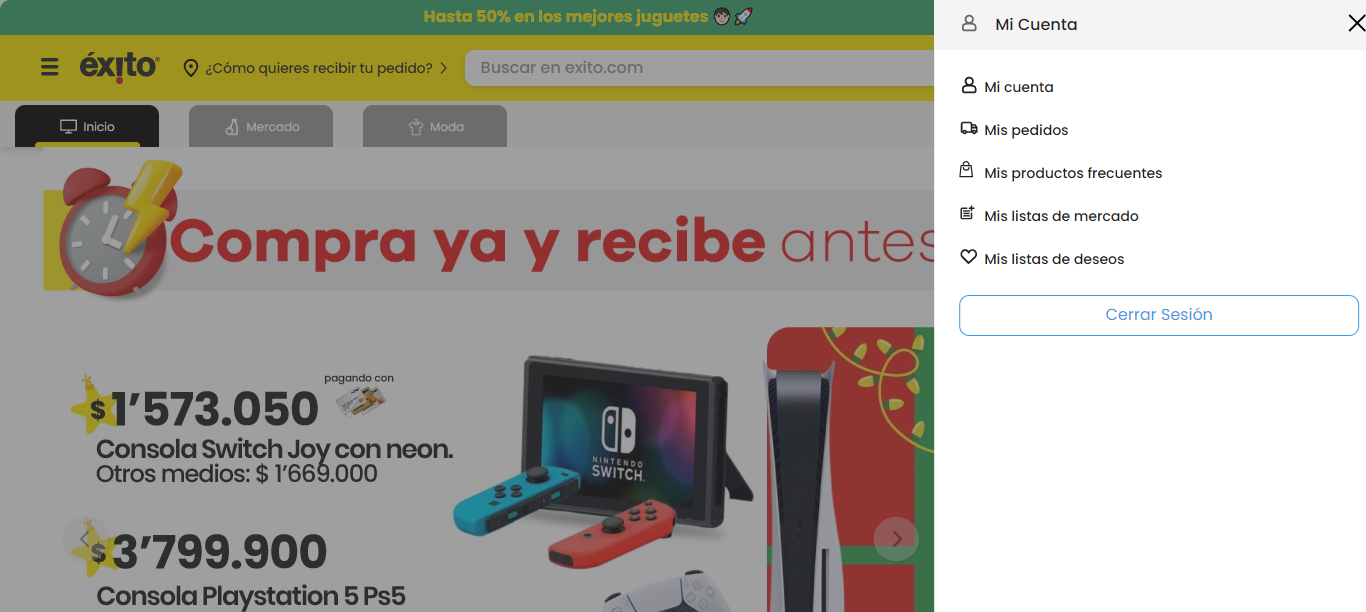 Hasta 50% en los mejores juguetes
éxito
¿Cómo quieres recibir tu pedido?
Buscar en exito.com
Inicio
Mercado
Moda
Compra ya y recibe antes
pagando con
$1'573.050
Consola Switch Joy con neon.
Otros medios: $ 1'669.000
NINTENDO
SWITCH
$3'799.900
Consola Playstation 5 Ps5
Mi Cuenta
Mi cuenta
Mis pedidos
Mis productos frecuentes
Mis listas de mercado
Mis listas de deseos
Cerrar Sesión